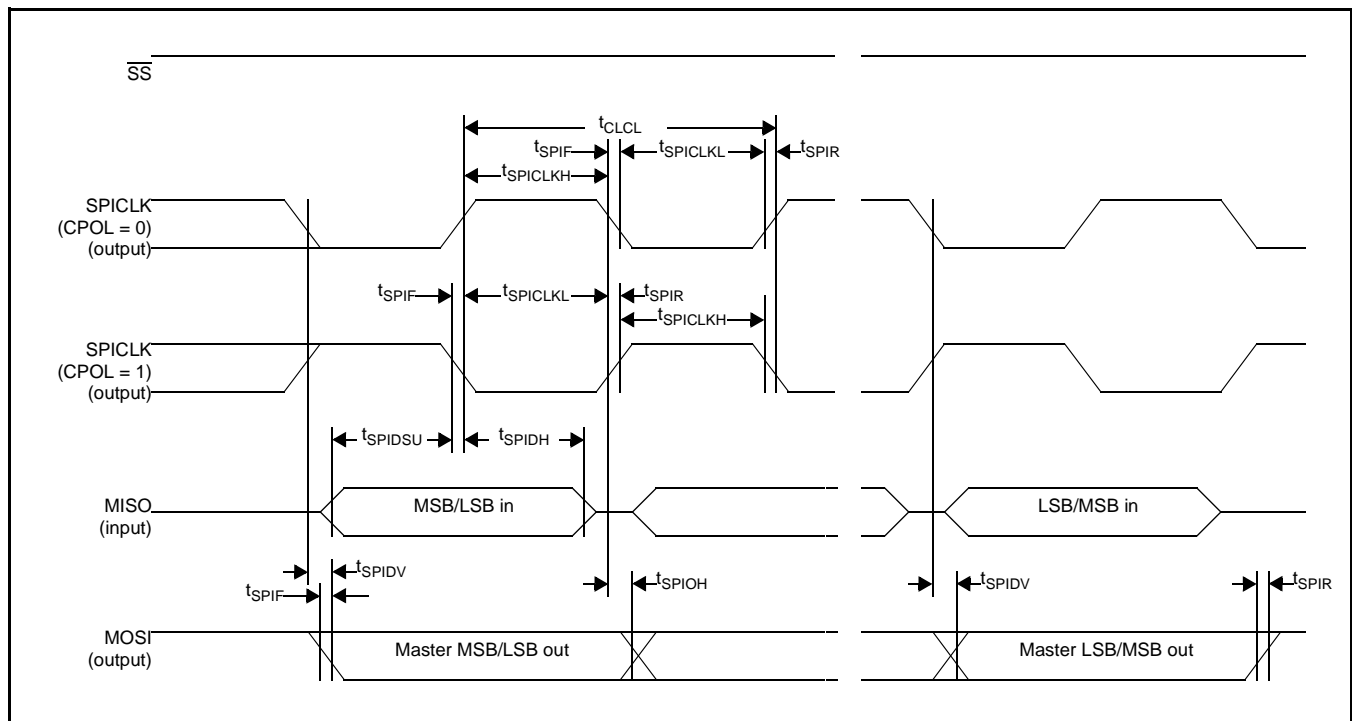 SS
tCLCL
tSPIF
tSPICLKL
tSPIR
tSPICLKH
SPICLK
(CPOL = 0)
(output)
tSPIF
tSPICLKL
tSPIR
tSPICLKH
SPICLK
(CPOL = 1)
(output)
tSPIDSU
tSPIDH
MISO
(input)
MSB/LSB in
LSB/MSB in
tSPIDV
tSPIOH
tSPIDV
tSPIR
tSPIF
MOSI
(output)
Master MSB/LSB out
Master LSB/MSB out